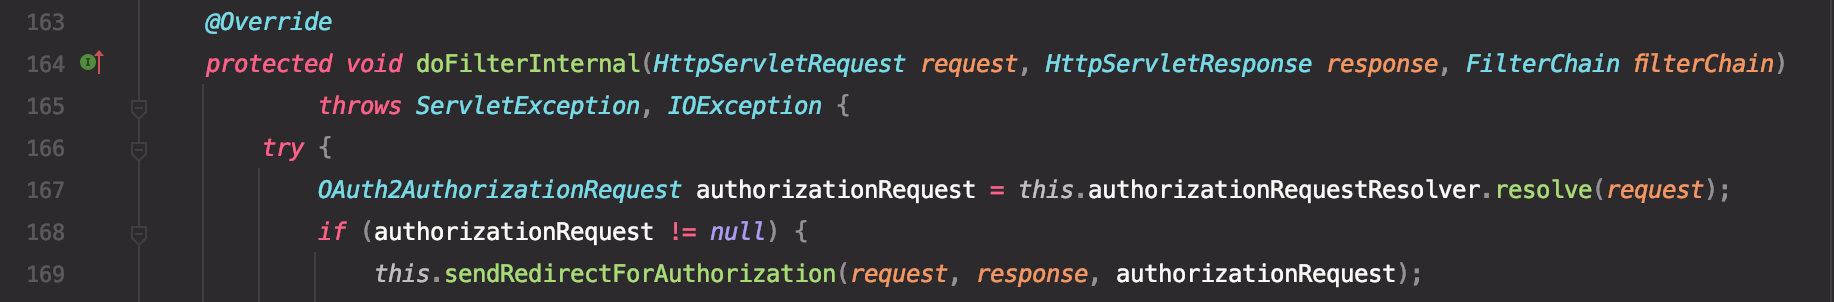 163 @Override
164 protected void doFilterInternal(HttpServletRequest request, HttpServletResponse response, FilterChain filterChain)
165 throws ServletException, IOException {
166 try {
167 OAuth2AuthorizationRequest authorizationRequest = this.authorizationRequestResolver.resolve(request);
168 if (authorizationRequest != null) {
169 this.sendRedirectForAuthorization(request, response, authorizationRequest);